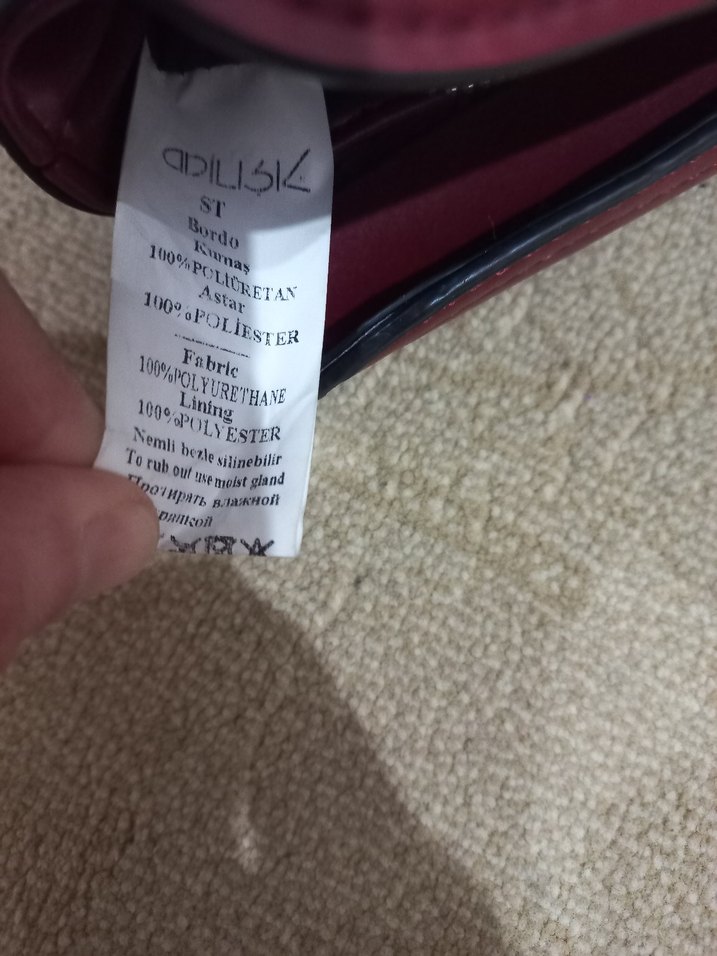 adilışık
ST
Bordo
Kumaş
100%POLİÜRETAN
Astar
100%POLİESTER
Fabric
100%POLYURETHANE
Lining
100%POLYESTER
Nemli bezle silinebilir
To rub out use moist gland
Протирать влажной